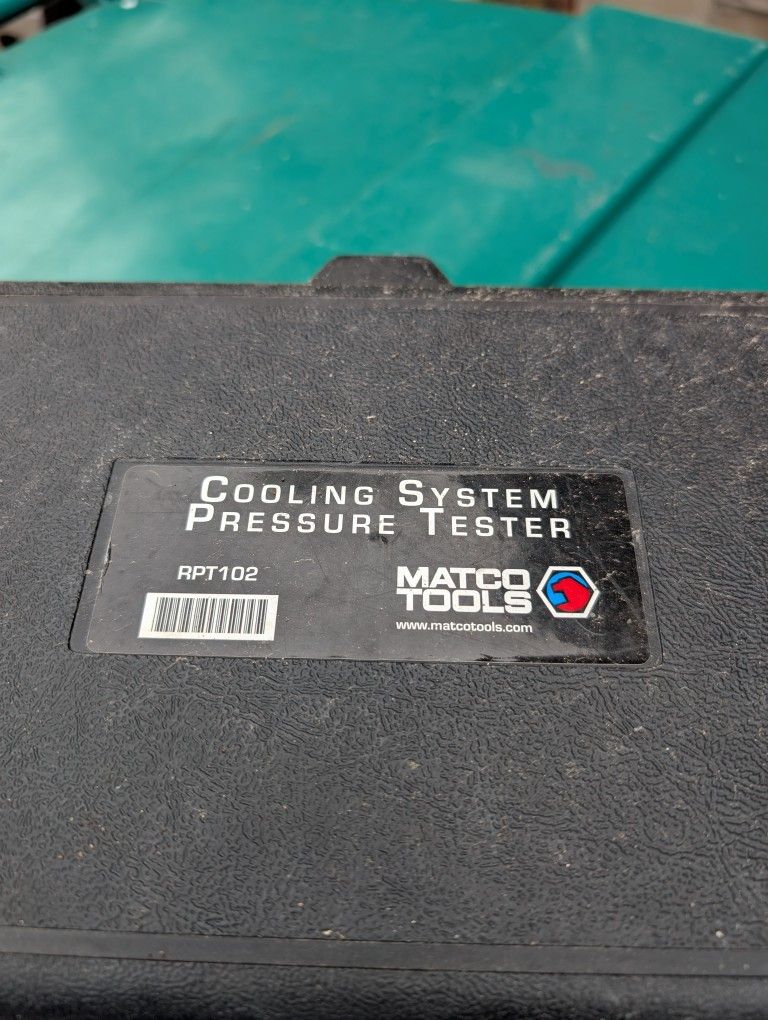 COOLING SYSTEM
PRESSURE TESTER
RPT102
MATCO
TOOLS
www.matcotools.com